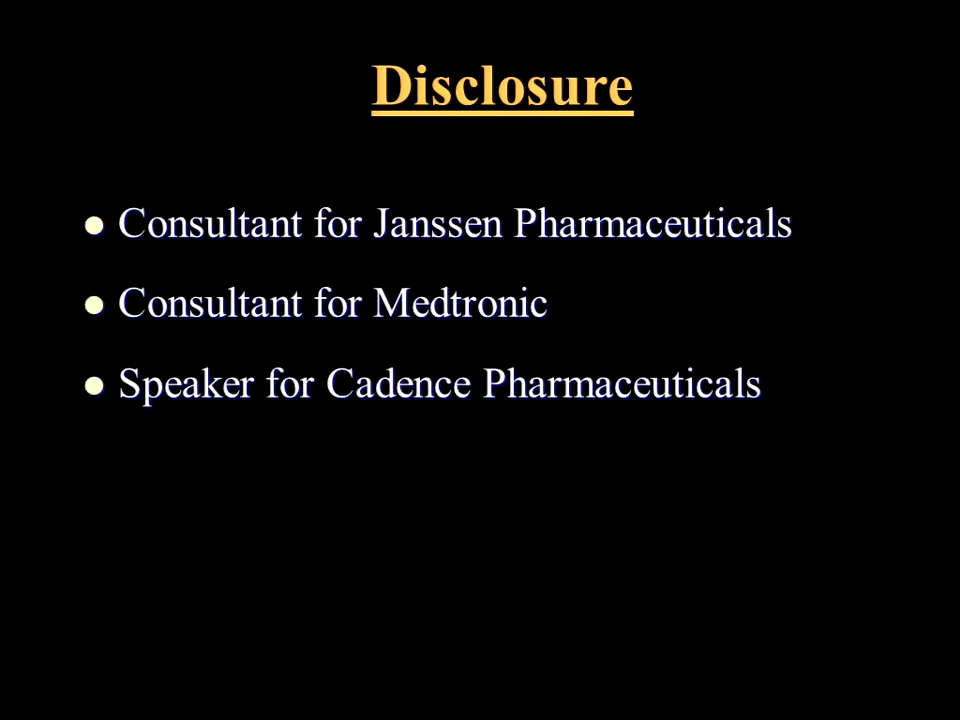 Disclosure
● Consultant for Janssen Pharmaceuticals
● Consultant for Medtronic
● Speaker for Cadence Pharmaceuticals